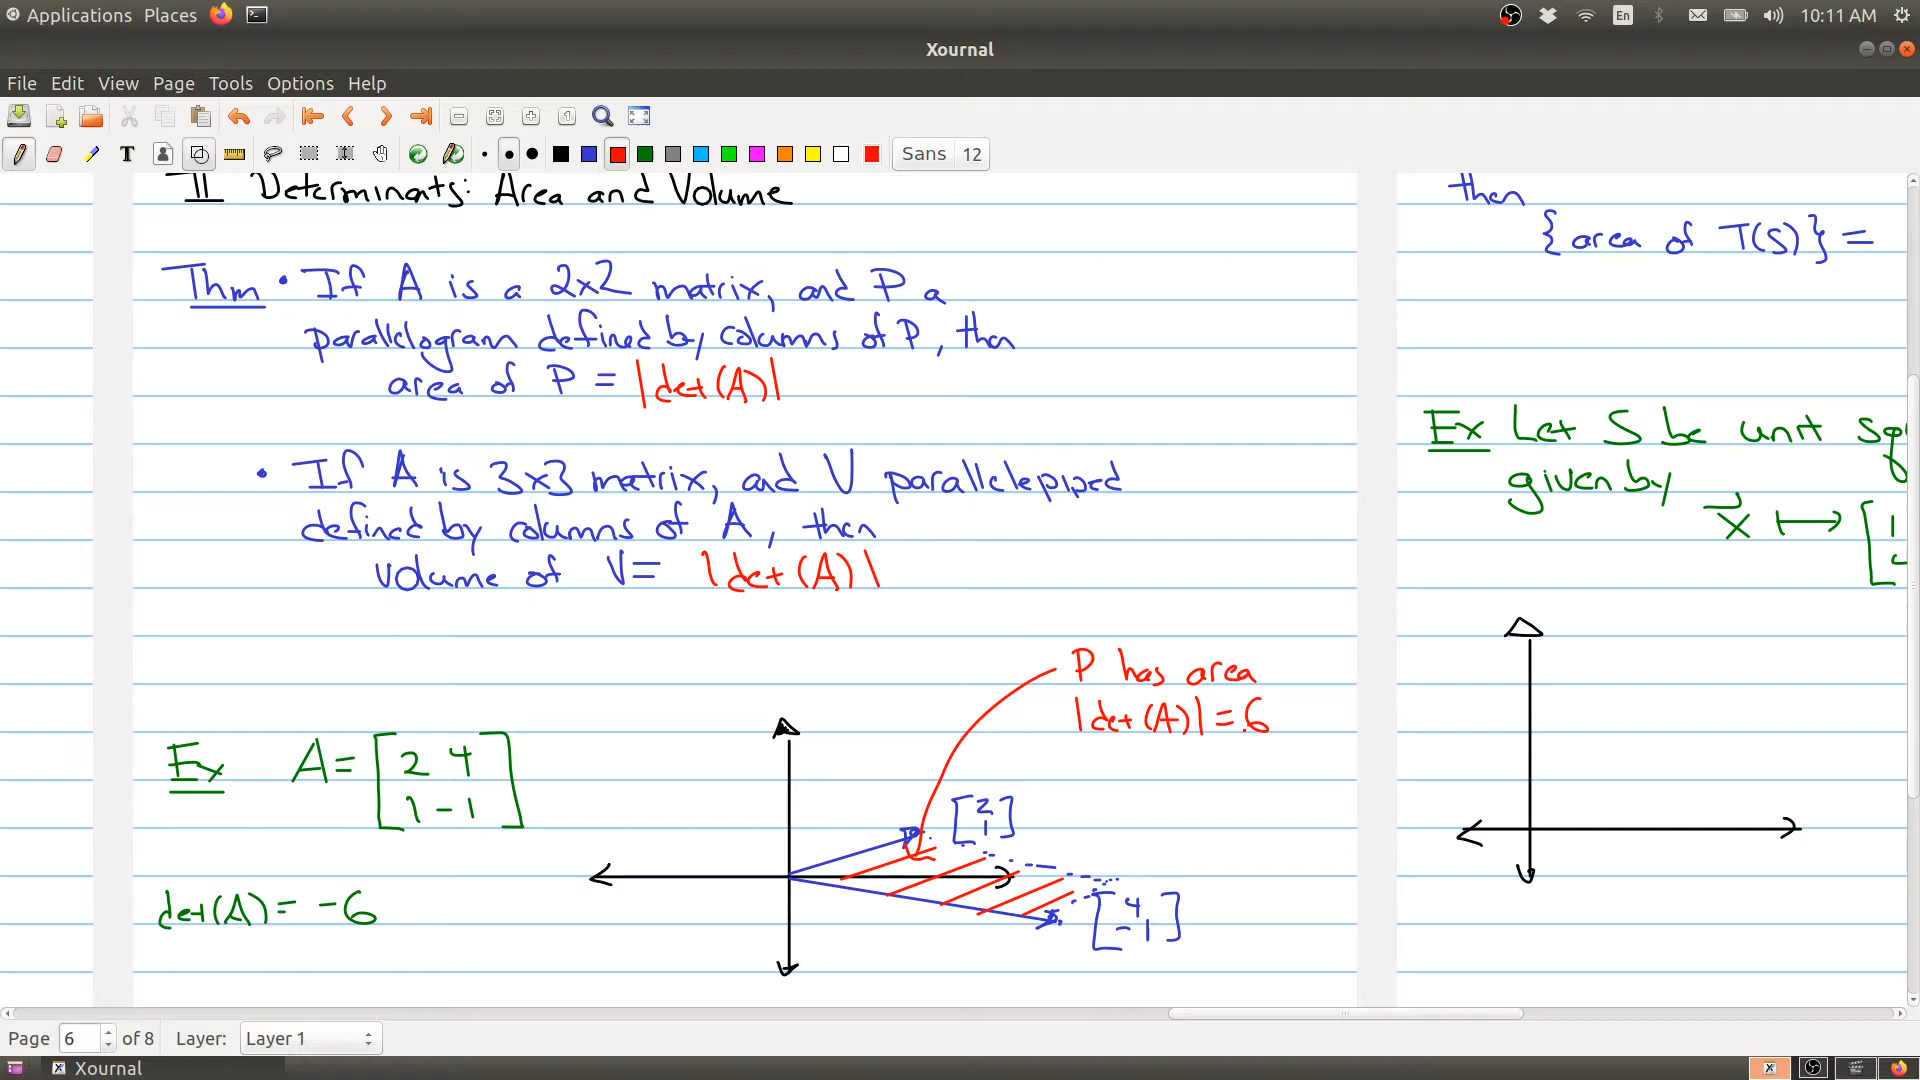 Applications Places En 10:11 AM
Xournal
File Edit View Page Tools Options Help
T Sans 12
II Determinants: Area and Volume
Thm • If A is a 2x2 matrix, and P a
parallelogram defined by columns of P, then
area of P = |det(A)|
• If A is 3x3 matrix, and V parallelepiped
defined by columns of A, then
volume of V= |det(A)|
P has area
|det(A)| = 6
Ex A= [2 4
1 -1]
[2
1]
[4
-1]
det(A)= -6
then
{area of T(S)} =
Ex Let S be unit
given by
x ↦ [1
Page 6 of 8 Layer: Layer 1
Xournal